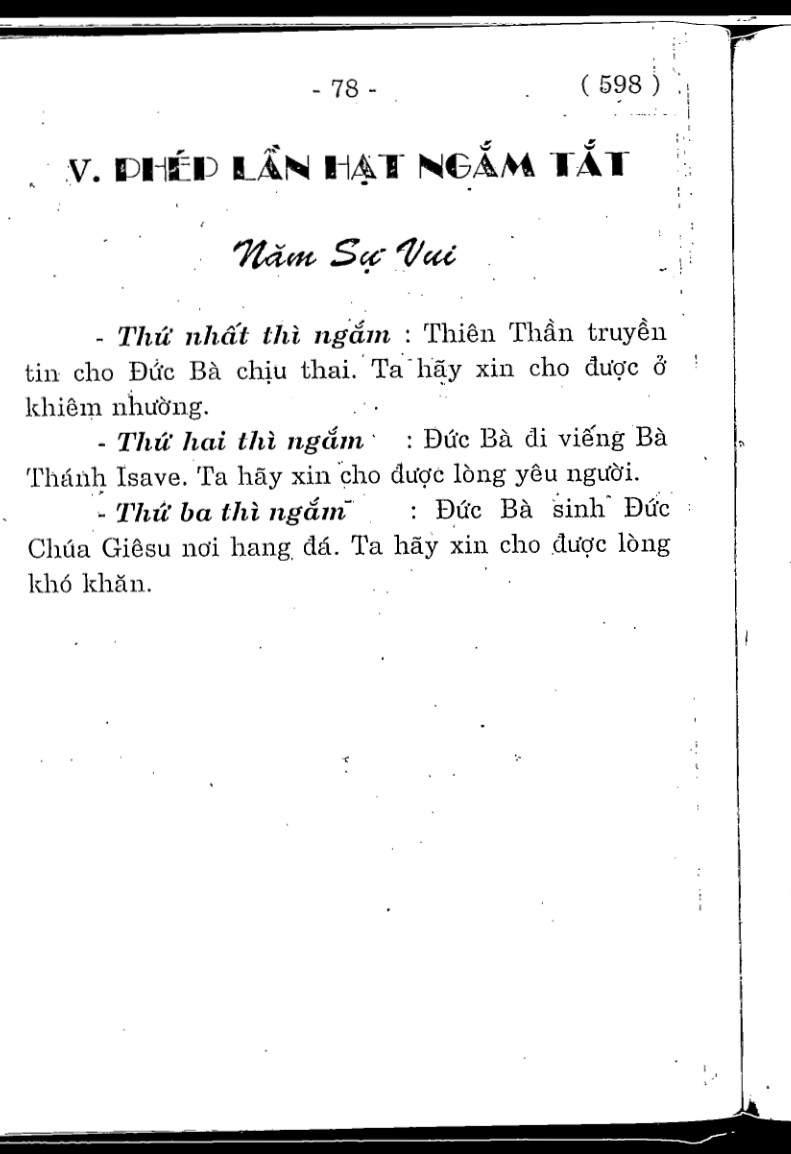 - 78 - ( 598 )
V. PHÉP LẦN HẠT NGẮM TẮT
Năm Sự Vui
- Thứ nhất thì ngắm : Thiên Thần truyền
tin cho Đức Bà chịu thai. Ta hãy xin cho được ở
khiêm nhường.
- Thứ hai thì ngắm : Đức Bà đi viếng Bà
Thánh Isave. Ta hãy xin cho được lòng yêu người.
- Thứ ba thì ngắm : Đức Bà sinh Đức
Chúa Giêsu nơi hang đá. Ta hãy xin cho được lòng
khó khăn.